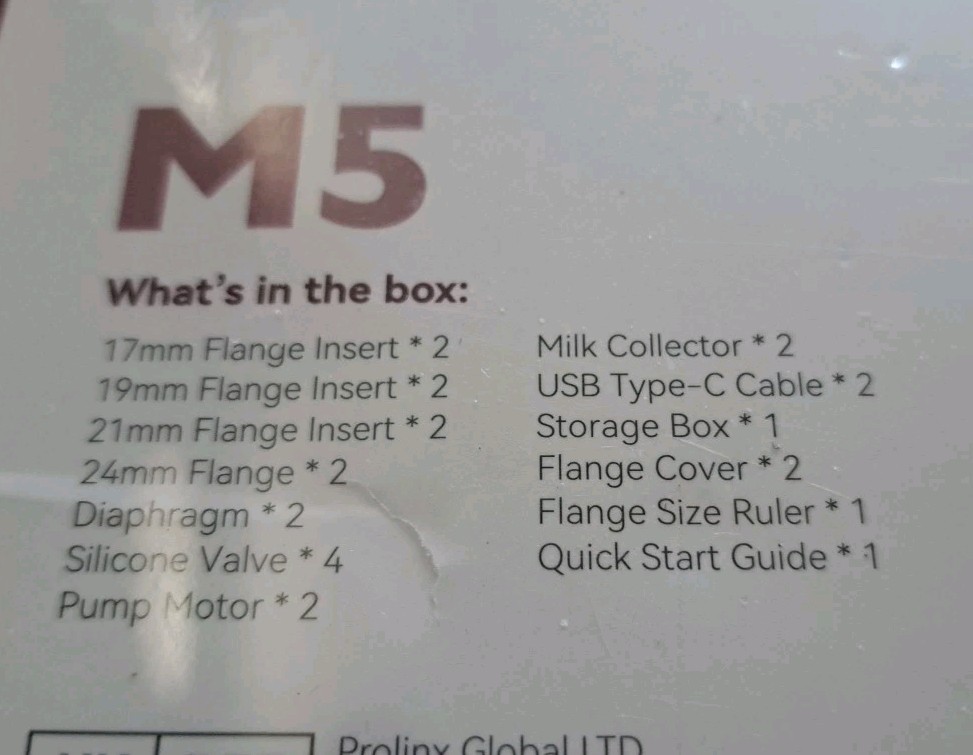 M5
What's in the box:
17mm Flange Insert * 2
19mm Flange Insert * 2
21mm Flange Insert * 2
24mm Flange * 2
Diaphragm * 2
Silicone Valve * 4
Pump Motor * 2
Milk Collector * 2
USB Type-C Cable * 2
Storage Box * 1
Flange Cover * 2
Flange Size Ruler * 1
Quick Start Guide * 1
Prolinx Global LTD